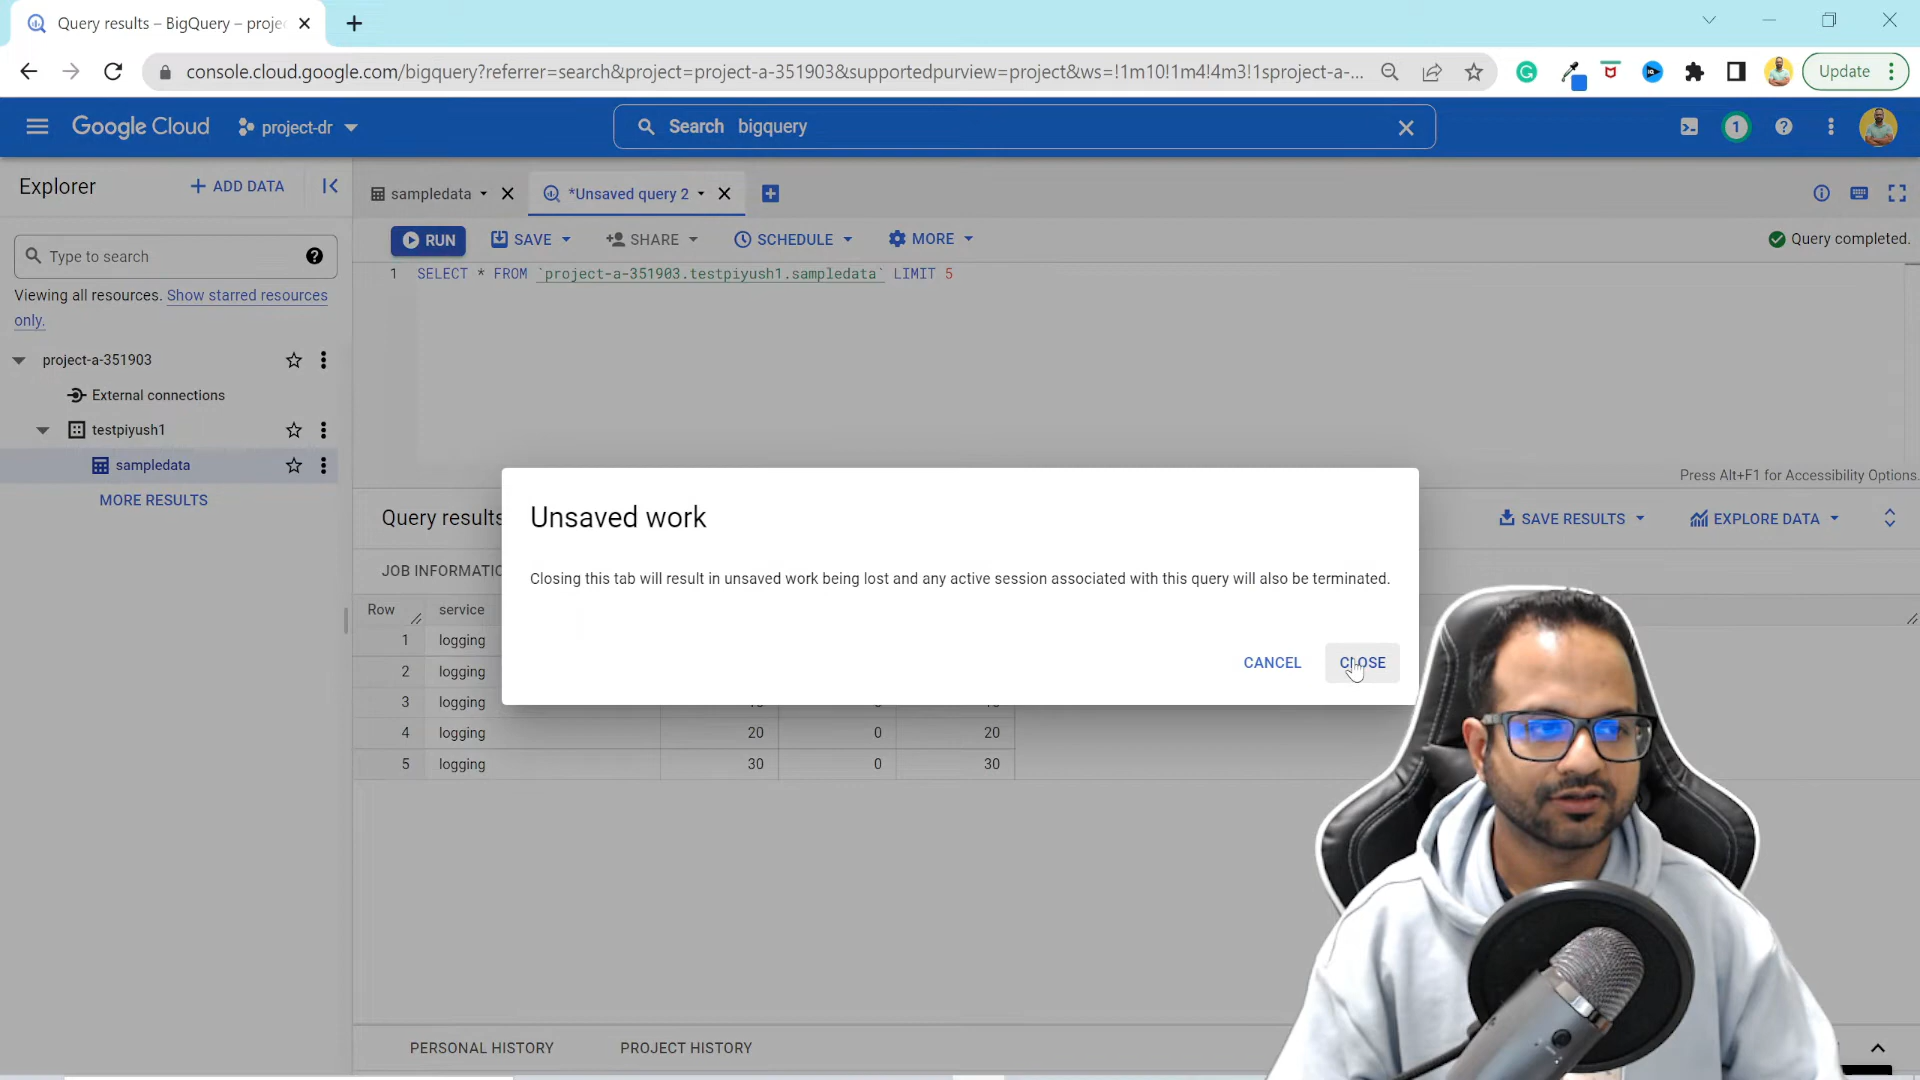 Query results – BigQuery – proje
console.cloud.google.com/bigquery?referrer=search&project=project-a-351903&supportedpurview=project&ws=!1m10!1m4!4m3!1sproject-a-...
Update
Google Cloud
project-dr
Search bigquery
1
Explorer
+ ADD DATA
sampledata
*Unsaved query 2
Type to search
RUN
SAVE
SHARE
SCHEDULE
MORE
Query completed.
1 SELECT * FROM `project-a-351903.testpiyush1.sampledata` LIMIT 5
Viewing all resources. Show starred resources
only.
project-a-351903
External connections
testpiyush1
sampledata
MORE RESULTS
Press Alt+F1 for Accessibility Options.
Query results
SAVE RESULTS
EXPLORE DATA
Unsaved work
Closing this tab will result in unsaved work being lost and any active session associated with this query will also be terminated.
CANCEL
CLOSE
JOB INFORMATIO
Row service
1 logging
2 logging
3 logging
4 logging 20 0 20
5 logging 30 0 30
PERSONAL HISTORY
PROJECT HISTORY